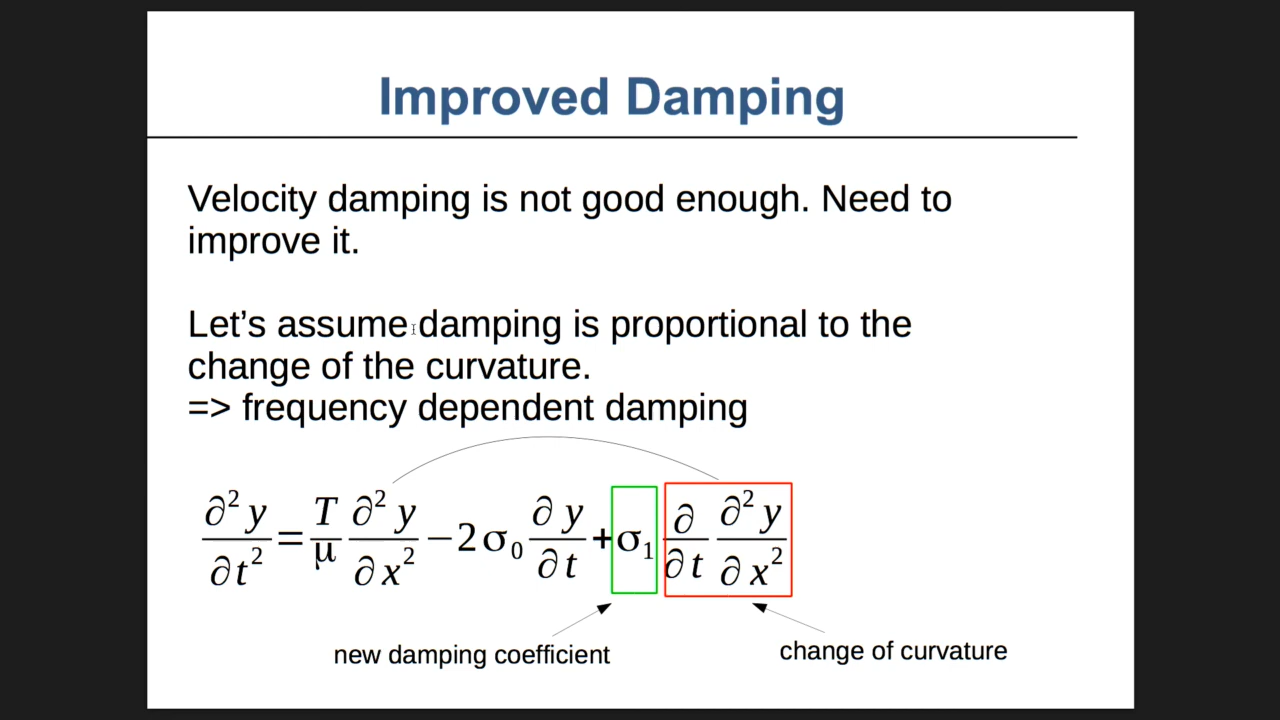 Improved Damping
Velocity damping is not good enough. Need to
improve it.
Let's assume damping is proportional to the
change of the curvature.
=> frequency dependent damping
∂²y/∂t² = T/μ ∂²y/∂x² − 2σ₀ ∂y/∂t + σ₁ ∂/∂t ∂²y/∂x²
new damping coefficient
change of curvature